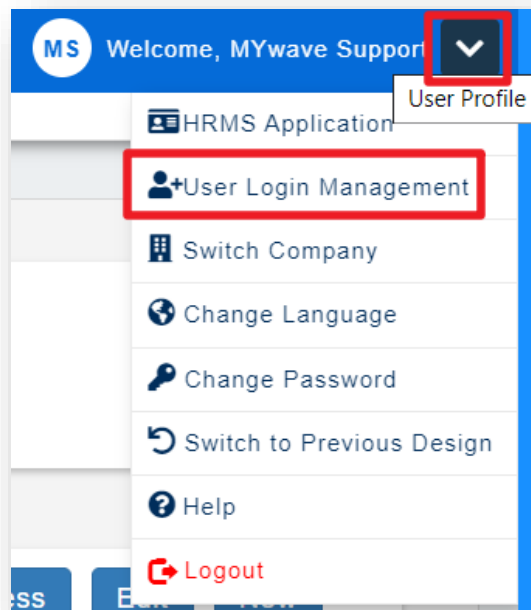 MS Welcome, MYwave Support
User Profile
HRMS Application
User Login Management
Switch Company
Change Language
Change Password
Switch to Previous Design
Help
Logout